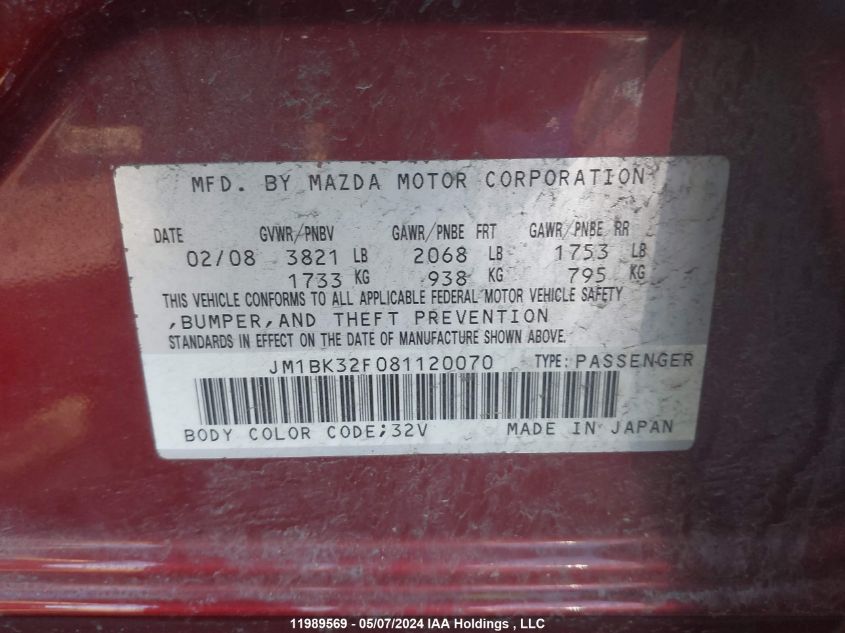 MFD. BY MAZDA MOTOR CORPORATION
DATE GVWR/PNBV GAWR/PNBE FRT GAWR/PNBE RR
02/08 3821 LB 2068 LB 1753 LB
1733 KG 938 KG 795 KG
THIS VEHICLE CONFORMS TO ALL APPLICABLE FEDERAL MOTOR VEHICLE SAFETY
,BUMPER,AND THEFT PREVENTION
STANDARDS IN EFFECT ON THE DATE OF MANUFACTURE SHOWN ABOVE.
JM1BK32F081120070 TYPE: PASSENGER
BODY COLOR CODE;32V MADE IN JAPAN
11989569 - 05/07/2024 IAA Holdings , LLC